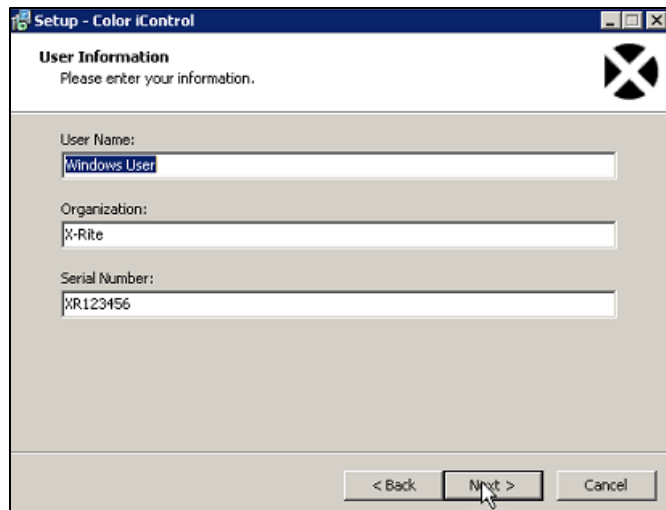 Setup - Color iControl
User Information
Please enter your information.
User Name:
Windows User
Organization:
X-Rite
Serial Number:
XR123456
< Back Next > Cancel